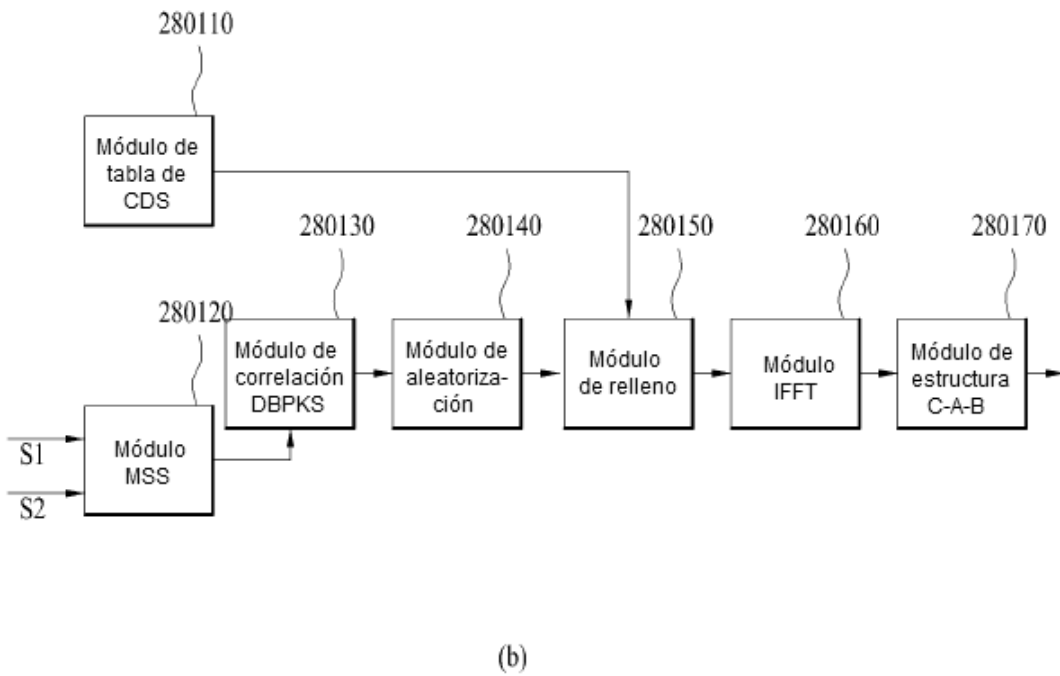 280110
Módulo de
tabla de
CDS
280130
280140
280150
280160
280170
280120
Módulo de
correlación
DBPKS
Módulo de
aleatoriza-
ción
Módulo
de relleno
Módulo
IFFT
Módulo de
estructura
C-A-B
S1
S2
Módulo
MSS
(b)